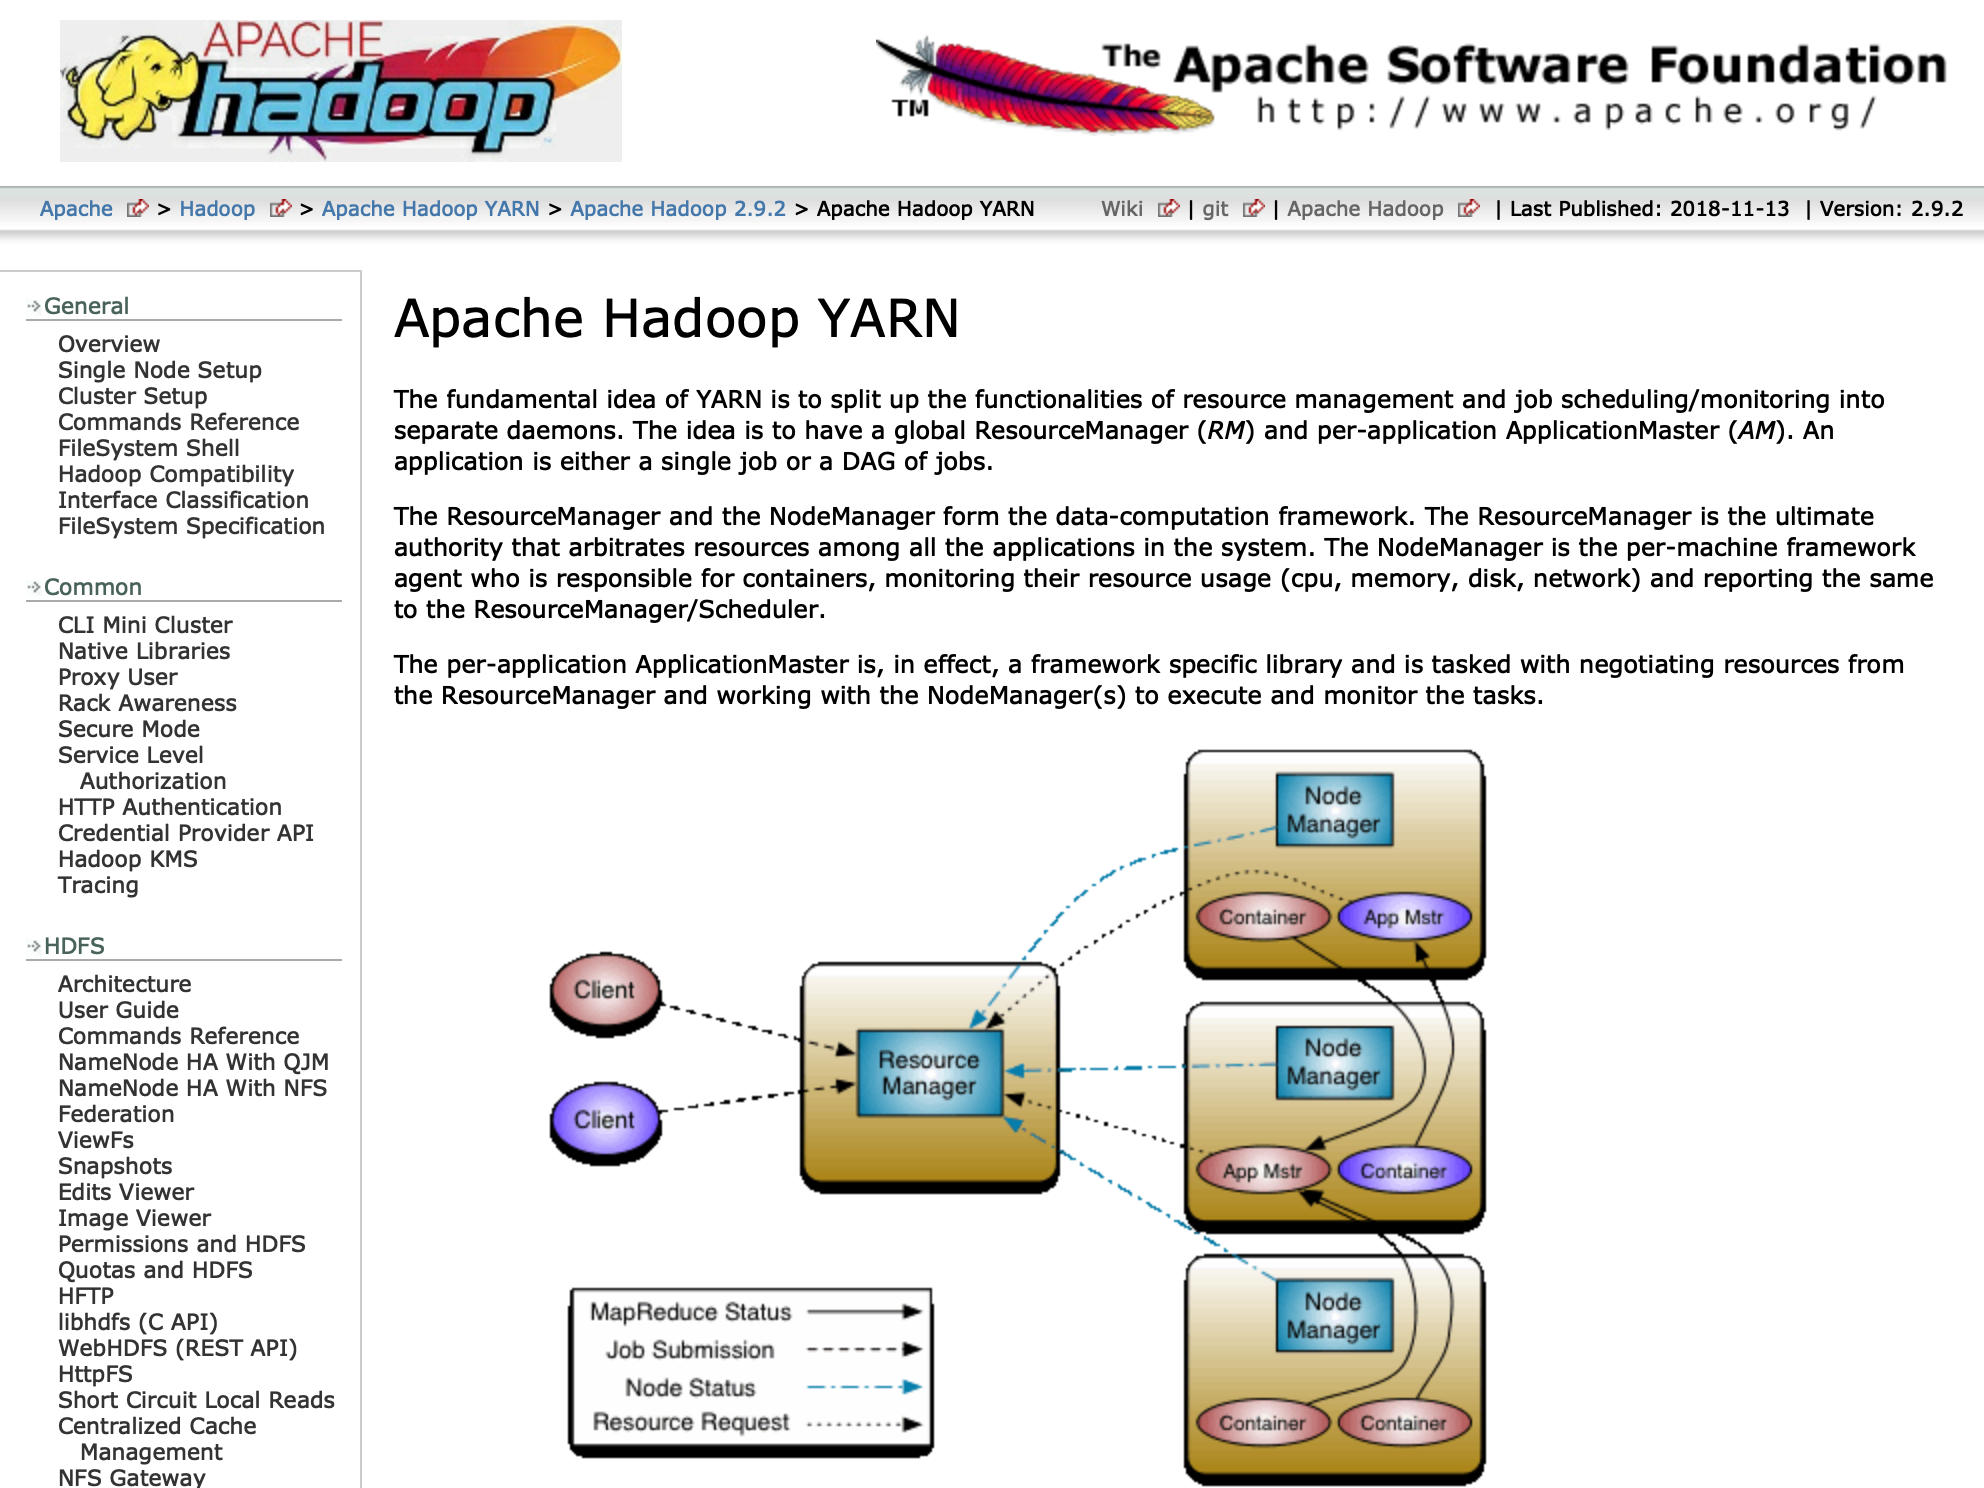 APACHE
hadoop
The Apache Software Foundation
TM
http://www.apache.org/
Apache > Hadoop > Apache Hadoop YARN > Apache Hadoop 2.9.2 > Apache Hadoop YARN
Wiki | git | Apache Hadoop | Last Published: 2018-11-13 | Version: 2.9.2
General
Overview
Single Node Setup
Cluster Setup
Commands Reference
FileSystem Shell
Hadoop Compatibility
Interface Classification
FileSystem Specification
Common
CLI Mini Cluster
Native Libraries
Proxy User
Rack Awareness
Secure Mode
Service Level
Authorization
HTTP Authentication
Credential Provider API
Hadoop KMS
Tracing
HDFS
Architecture
User Guide
Commands Reference
NameNode HA With QJM
NameNode HA With NFS
Federation
ViewFs
Snapshots
Edits Viewer
Image Viewer
Permissions and HDFS
Quotas and HDFS
HFTP
libhdfs (C API)
WebHDFS (REST API)
HttpFS
Short Circuit Local Reads
Centralized Cache
Management
NFS Gateway
Apache Hadoop YARN
The fundamental idea of YARN is to split up the functionalities of resource management and job scheduling/monitoring into
separate daemons. The idea is to have a global ResourceManager (RM) and per-application ApplicationMaster (AM). An
application is either a single job or a DAG of jobs.
The ResourceManager and the NodeManager form the data-computation framework. The ResourceManager is the ultimate
authority that arbitrates resources among all the applications in the system. The NodeManager is the per-machine framework
agent who is responsible for containers, monitoring their resource usage (cpu, memory, disk, network) and reporting the same
to the ResourceManager/Scheduler.
The per-application ApplicationMaster is, in effect, a framework specific library and is tasked with negotiating resources from
the ResourceManager and working with the NodeManager(s) to execute and monitor the tasks.
Client
Client
Resource
Manager
Node
Manager
Container
App Mstr
Node
Manager
App Mstr
Container
Node
Manager
Container
Container
MapReduce Status
Job Submission
Node Status
Resource Request